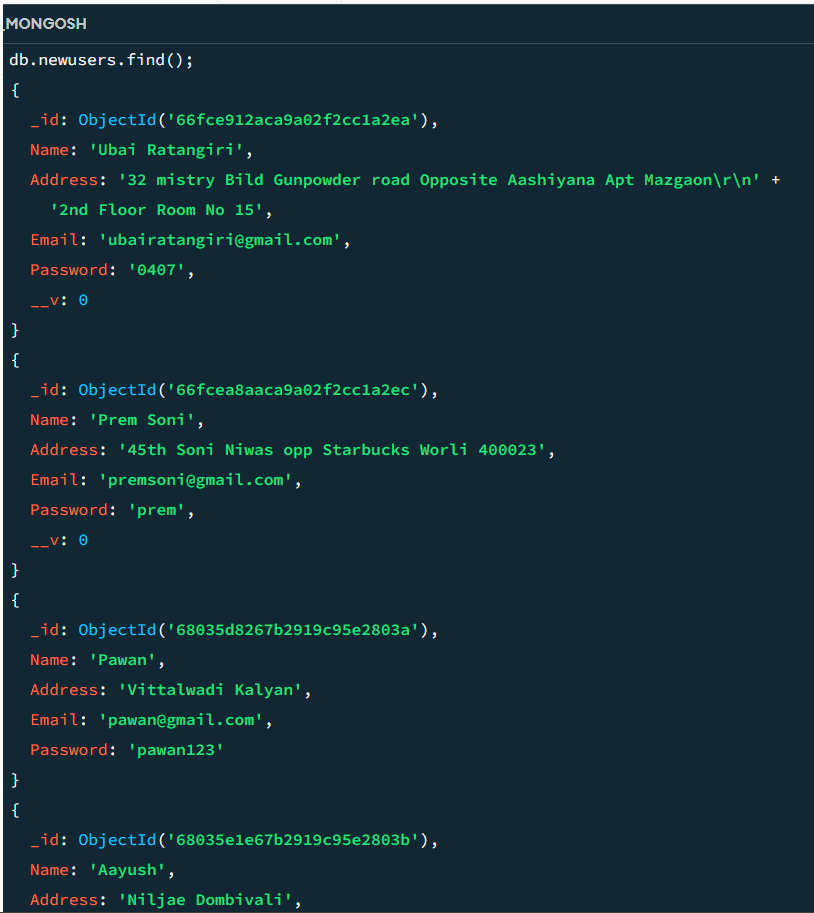 _MONGOSH
db.newusers.find();
{
_id: ObjectId('66fce912aca9a02f2cc1a2ea'),
Name: 'Ubai Ratangiri',
Address: '32 mistry Bild Gunpowder road Opposite Aashiyana Apt Mazgaon\r\n' +
'2nd Floor Room No 15',
Email: 'ubairatangiri@gmail.com',
Password: '0407',
__v: 0
}
{
_id: ObjectId('66fcea8aaca9a02f2cc1a2ec'),
Name: 'Prem Soni',
Address: '45th Soni Niwas opp Starbucks Worli 400023',
Email: 'premsoni@gmail.com',
Password: 'prem',
__v: 0
}
{
_id: ObjectId('68035d8267b2919c95e2803a'),
Name: 'Pawan',
Address: 'Vittalwadi Kalyan',
Email: 'pawan@gmail.com',
Password: 'pawan123'
}
{
_id: ObjectId('68035e1e67b2919c95e2803b'),
Name: 'Aayush',
Address: 'Niljae Dombivali',